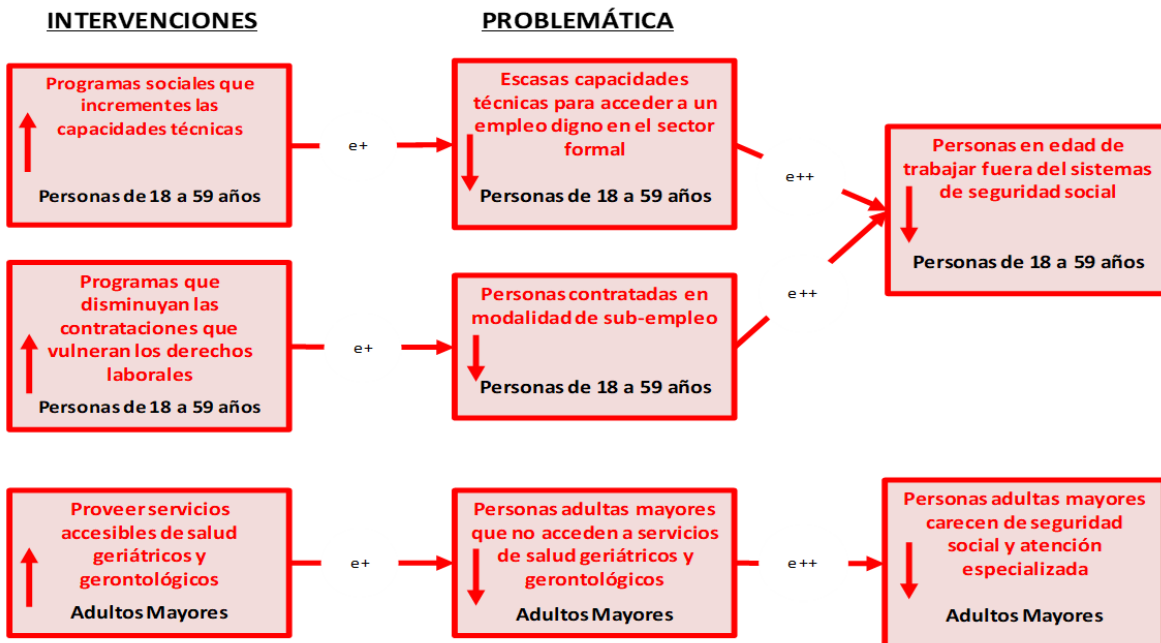 INTERVENCIONES
PROBLEMÁTICA
Programas sociales que
incrementes las
capacidades técnicas
Personas de 18 a 59 años
e+
Escasas capacidades
técnicas para acceder a un
empleo digno en el sector
formal
Personas de 18 a 59 años
e++
Personas en edad de
trabajar fuera del sistemas
de seguridad social
Personas de 18 a 59 años
Programas que
disminuyan las
contrataciones que
vulneran los derechos
laborales
Personas de 18 a 59 años
e+
Personas contratadas en
modalidad de sub-empleo
Personas de 18 a 59 años
e++
Proveer servicios
accesibles de salud
geriátricos y
gerontológicos
Adultos Mayores
e+
Personas adultas mayores
que no acceden a servicios
de salud geriátricos y
gerontológicos
Adultos Mayores
e++
Personas adultas mayores
carecen de seguridad
social y atención
especializada
Adultos Mayores